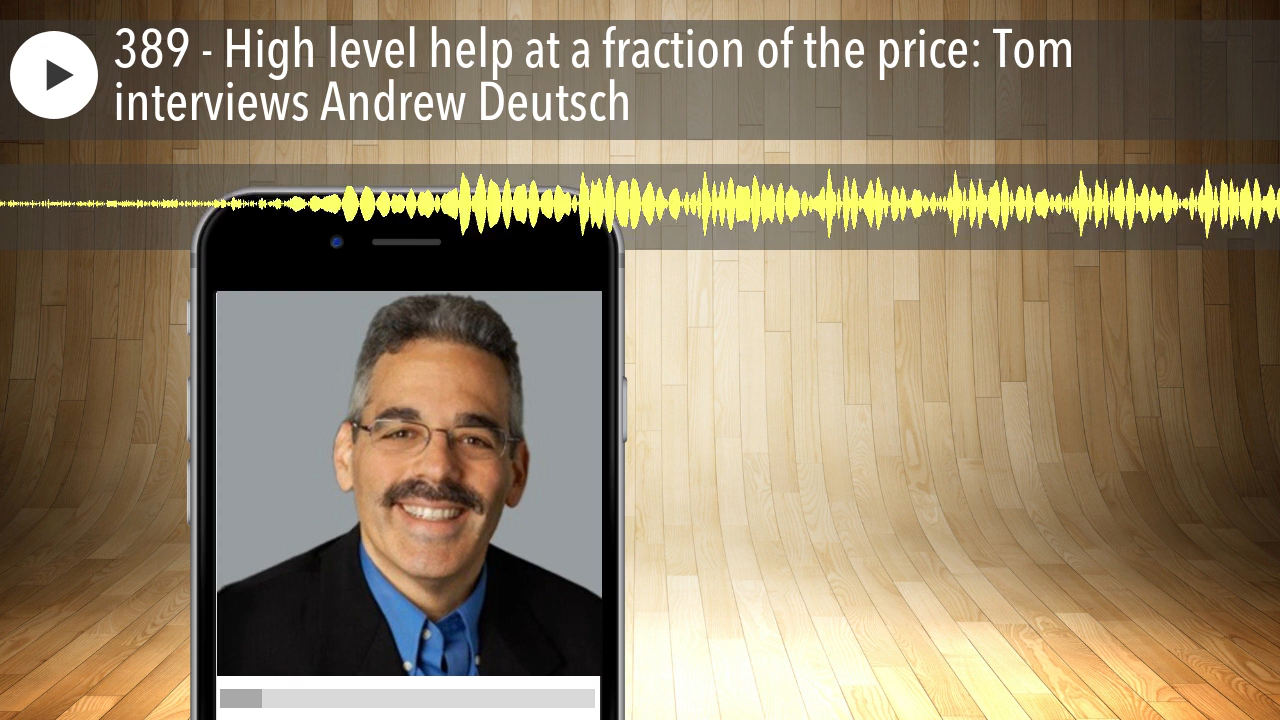 389 - High level help at a fraction of the price: Tom
interviews Andrew Deutsch